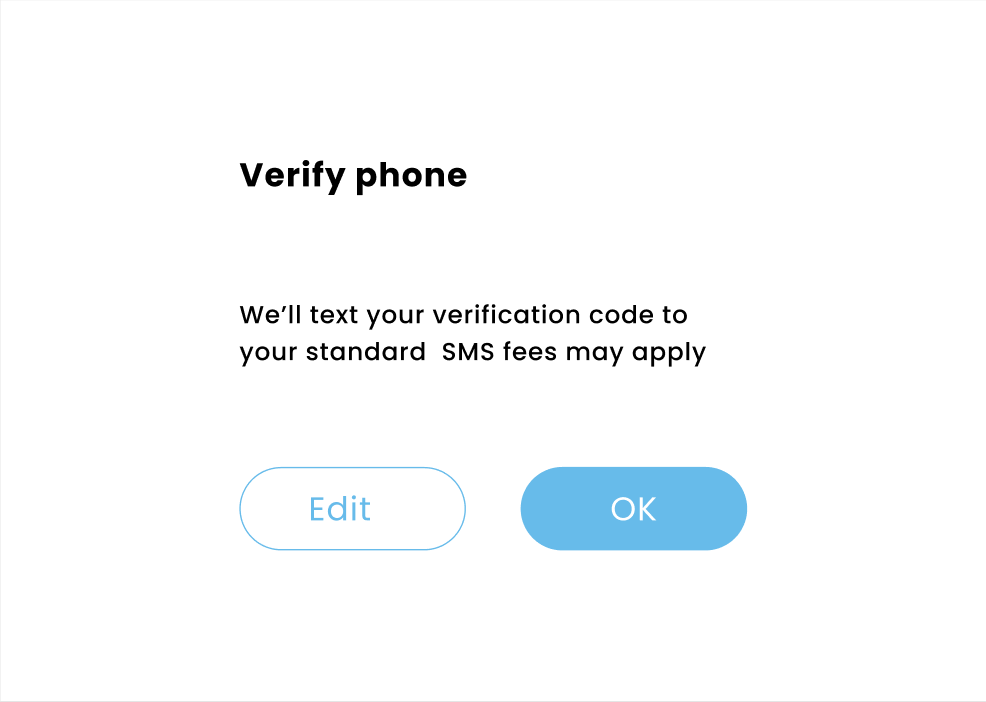 Verify phone
We’ll text your verification code to
your standard  SMS fees may apply
Edit
OK